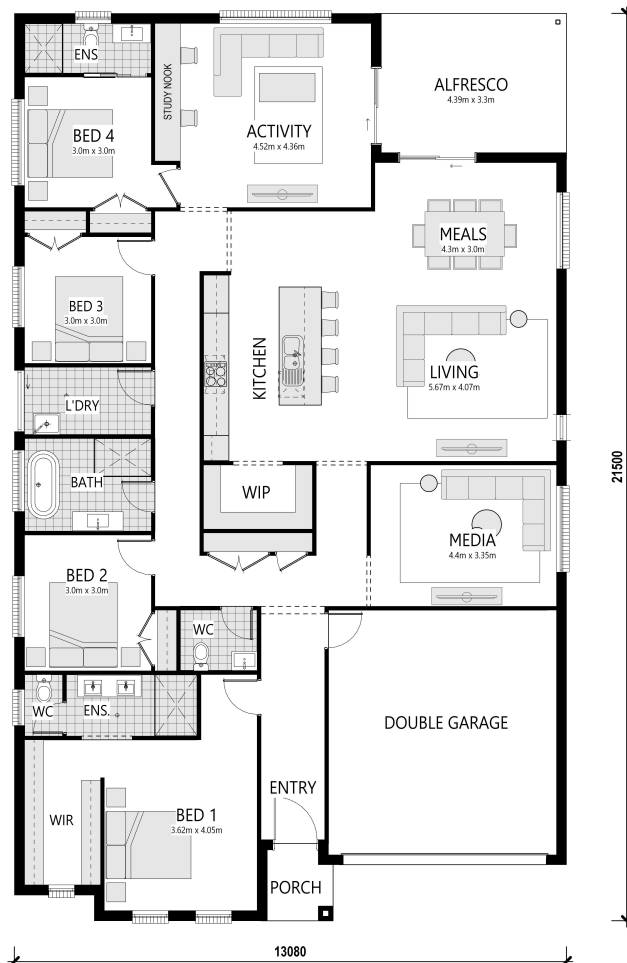 ENS
STUDY NOOK
ACTIVITY
4.52m x 4.36m
ALFRESCO
4.39m x 3.3m
BED 4
3.0m x 3.0m
MEALS
4.3m x 3.0m
BED 3
3.0m x 3.0m
KITCHEN
LIVING
5.67m x 4.07m
L'DRY
BATH
WIP
MEDIA
4.4m x 3.35m
21500
BED 2
3.0m x 3.0m
WC
WC
ENS.
DOUBLE GARAGE
ENTRY
WIR
BED 1
3.62m x 4.05m
PORCH
13080